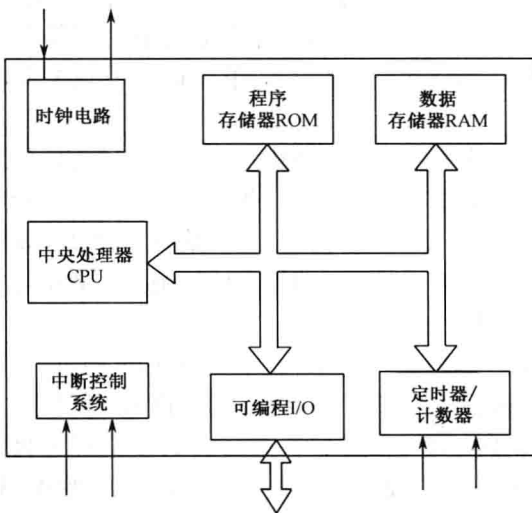 时钟电路
程序
存储器ROM
数据
存储器RAM
中央处理器
CPU
中断控制
系统
可编程I/O
定时器/
计数器